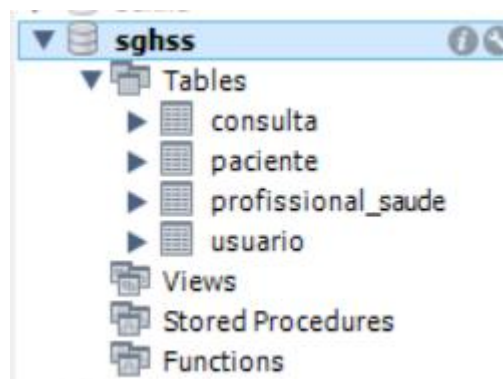 sghss
Tables
consulta
paciente
profissional_saude
usuario
Views
Stored Procedures
Functions